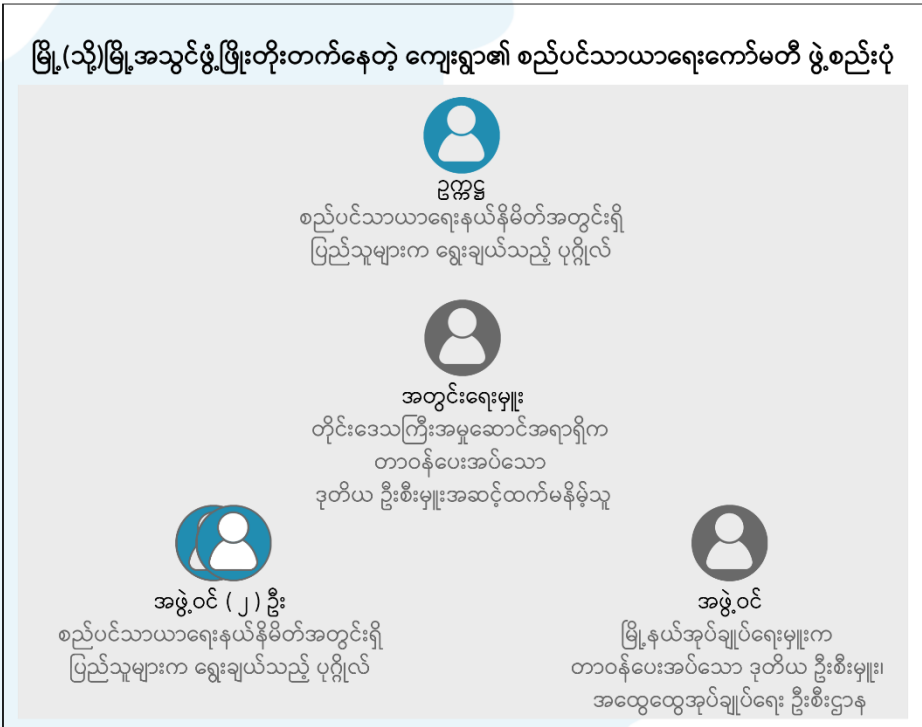 မြို့(သို့)မြို့အသွင်ဖွံ့ဖြိုးတိုးတက်နေတဲ့ ကျေးရွာ၏ စည်ပင်သာယာရေးကော်မတီ ဖွဲ့စည်းပုံ
ဥက္ကဋ္ဌ
စည်ပင်သာယာရေးနယ်နိမိတ်အတွင်းရှိ
ပြည်သူများက ရွေးချယ်သည့် ပုဂ္ဂိုလ်
အတွင်းရေးမှူး
တိုင်းဒေသကြီးအမှုဆောင်အရာရှိက
တာဝန်ပေးအပ်သော
ဒုတိယ ဦးစီးမှူးအဆင့်ထက်မနိမ့်သူ
အဖွဲ့ဝင် (၂) ဦး
စည်ပင်သာယာရေးနယ်နိမိတ်အတွင်းရှိ
ပြည်သူများက ရွေးချယ်သည့် ပုဂ္ဂိုလ်
အဖွဲ့ဝင်
မြို့နယ်အုပ်ချုပ်ရေးမှူးက
တာဝန်ပေးအပ်သော ဒုတိယ ဦးစီးမှူး၊
အထွေထွေအုပ်ချုပ်ရေး ဦးစီးဌာန